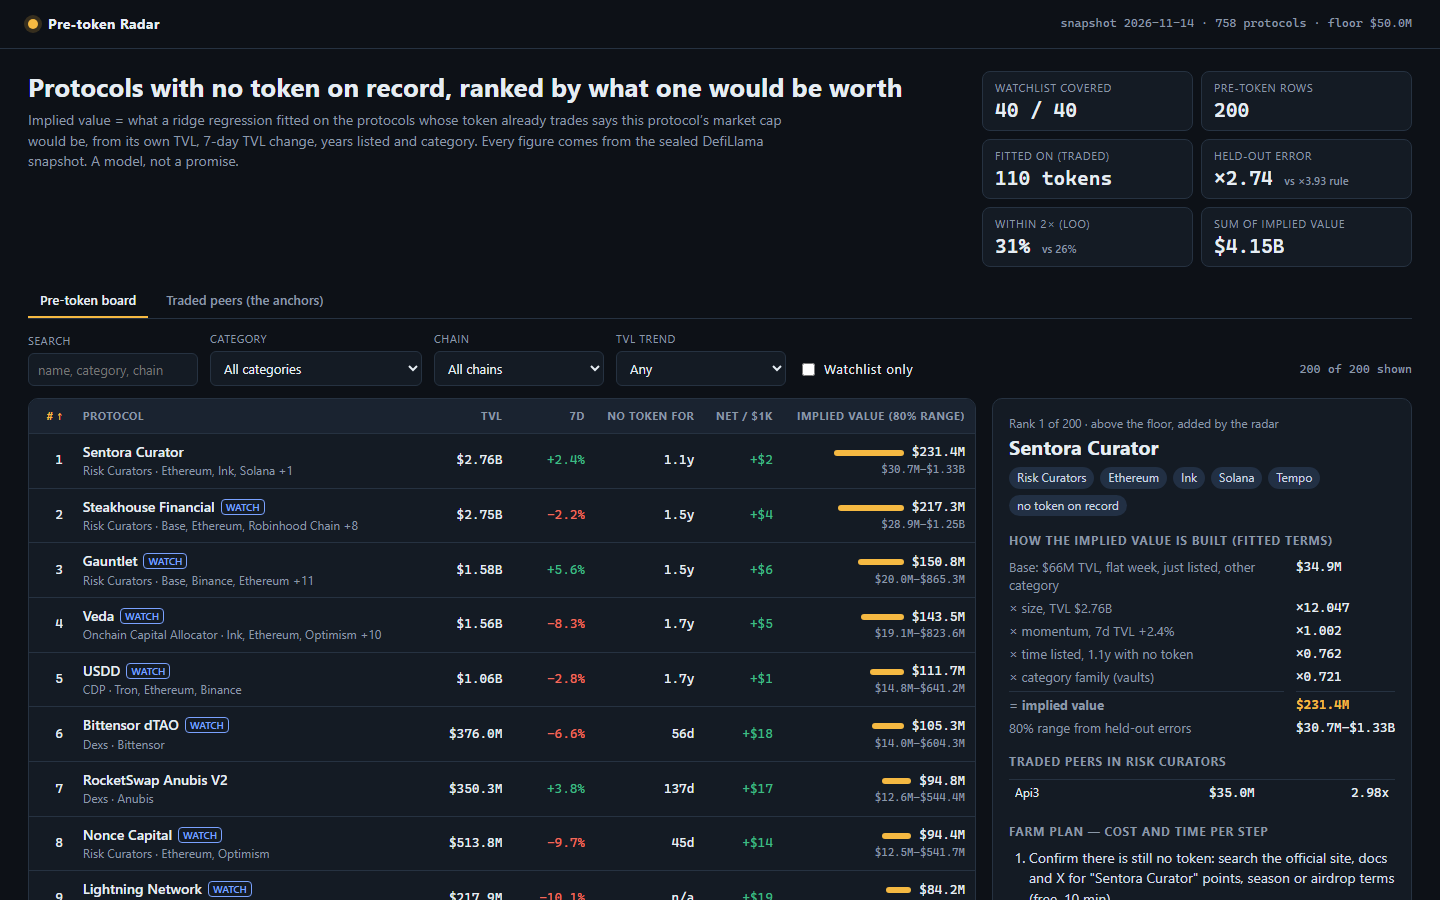 Pre-token Radar
snapshot 2026-11-14 · 758 protocols · floor $50.0M
Protocols with no token on record, ranked by what one would be worth
Implied value = what a ridge regression fitted on the protocols whose token already trades says this protocol's market cap
would be, from its own TVL, 7-day TVL change, years listed and category. Every figure comes from the sealed DefiLlama
snapshot. A model, not a promise.
WATCHLIST COVERED
40 / 40
PRE-TOKEN ROWS
200
FITTED ON (TRADED)
110 tokens
HELD-OUT ERROR
×2.74 vs ×3.93 rule
WITHIN 2× (LOO)
31% vs 26%
SUM OF IMPLIED VALUE
$4.15B
Pre-token board
Traded peers (the anchors)
SEARCH
name, category, chain
CATEGORY
All categories
CHAIN
All chains
TVL TREND
Any
Watchlist only
200 of 200 shown
# ↑ PROTOCOL TVL 7D NO TOKEN FOR NET / $1K IMPLIED VALUE (80% RANGE)
1 Sentora Curator $2.76B +2.4% 1.1y +$2 $231.4M
Risk Curators · Ethereum, Ink, Solana +1 $30.7M–$1.33B
2 Steakhouse Financial WATCH $2.75B −2.2% 1.5y +$4 $217.3M
Risk Curators · Base, Ethereum, Robinhood Chain +8 $28.9M–$1.25B
3 Gauntlet WATCH $1.58B +5.6% 1.5y +$6 $150.8M
Risk Curators · Base, Binance, Ethereum +11 $20.0M–$865.3M
4 Veda WATCH $1.56B −8.3% 1.7y +$5 $143.5M
Onchain Capital Allocator · Ink, Ethereum, Optimism +10 $19.1M–$823.6M
5 USDD WATCH $1.06B −2.8% 1.7y +$1 $111.7M
CDP · Tron, Ethereum, Binance $14.8M–$641.2M
6 Bittensor dTAO WATCH $376.0M −6.6% 56d +$18 $105.3M
Dexs · Bittensor $14.0M–$604.3M
7 RocketSwap Anubis V2 $350.3M +3.8% 137d +$17 $94.8M
Dexs · Anubis $12.6M–$544.4M
8 Nonce Capital WATCH $513.8M −9.7% 45d +$14 $94.4M
Risk Curators · Ethereum, Optimism $12.5M–$541.7M
9 Lightning Network WATCH $217.9M −10.1% n/a +$19 $84.2M
Rank 1 of 200 · above the floor, added by the radar
Sentora Curator
Risk Curators Ethereum Ink Solana Tempo
no token on record
HOW THE IMPLIED VALUE IS BUILT (FITTED TERMS)
Base: $66M TVL, flat week, just listed, other $34.9M
category
× size, TVL $2.76B ×12.047
× momentum, 7d TVL +2.4% ×1.002
× time listed, 1.1y with no token ×0.762
× category family (vaults) ×0.721
= implied value $231.4M
80% range from held-out errors $30.7M–$1.33B
TRADED PEERS IN RISK CURATORS
Api3 $35.0M 2.98x
FARM PLAN — COST AND TIME PER STEP
1. Confirm there is still no token: search the official site, docs
and X for "Sentora Curator" points, season or airdrop terms
(free, 10 min)